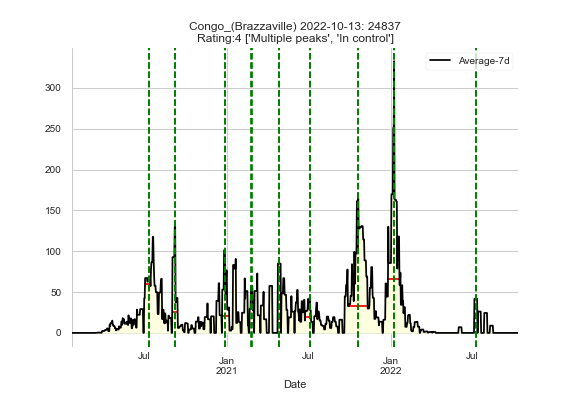 Congo_(Brazzaville) 2022-10-13: 24837
Rating:4 ['Multiple peaks', 'In control']
Average-7d
300
250
200
150
100
50
0
Jul
Jan
2021
Jul
Jan
2022
Jul
Date